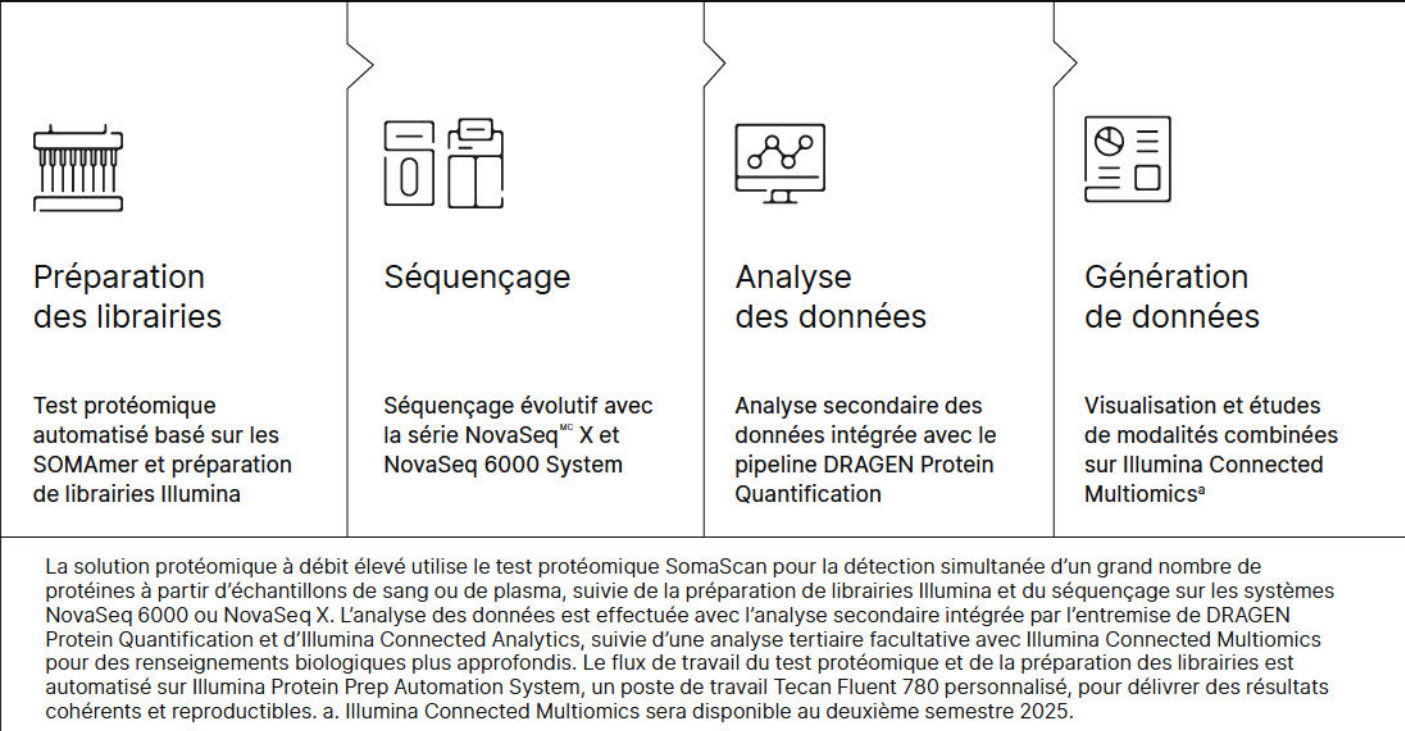 Préparation
des librairies
Test protéomique
automatisé basé sur les
SOMAmer et préparation
de librairies Illumina
Séquençage
Séquençage évolutif avec
la série NovaSeq MC X et
NovaSeq 6000 System
Analyse
des données
Analyse secondaire des
données intégrée avec le
pipeline DRAGEN Protein
Quantification
Génération
de données
Visualisation et études
de modalités combinées
sur Illumina Connected
Multiomicsª
La solution protéomique à débit élevé utilise le test protéomique SomaScan pour la détection simultanée d'un grand nombre de
protéines à partir d'échantillons de sang ou de plasma, suivie de la préparation de librairies Illumina et du séquençage sur les systèmes
NovaSeq 6000 ou NovaSeq X. L'analyse des données est effectuée avec l'analyse secondaire intégrée par l'entremise de DRAGEN
Protein Quantification et d'Illumina Connected Analytics, suivie d'une analyse tertiaire facultative avec Illumina Connected Multiomics
pour des renseignements biologiques plus approfondis. Le flux de travail du test protéomique et de la préparation des librairies est
automatisé sur Illumina Protein Prep Automation System, un poste de travail Tecan Fluent 780 personnalisé, pour délivrer des résultats
cohérents et reproductibles. a. Illumina Connected Multiomics sera disponible au deuxième semestre 2025.